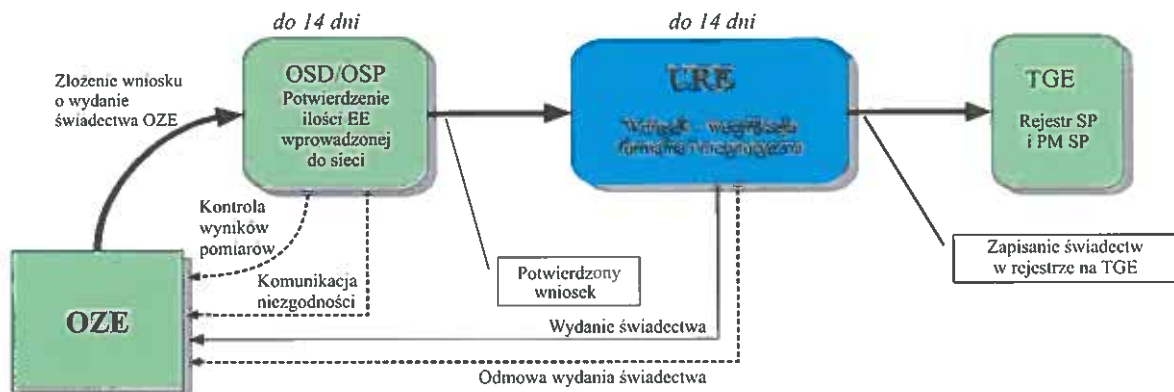 do 14 dni
do 14 dni
Złożenie wniosku
o wydanie
świadectwa OZE
OSD/OSP
Potwierdzenie
ilości EE
wprowadzonej
do sieci
URE
formalna i merytoryczna
TGE
Rejestr SP
i PM SP
Kontrola
wyników
pomiarów
Komunikacja
niezgodności
Potwierdzony
wniosek
Zapisanie świadectw
w rejestrze na TGE
OZE
Wydanie świadectwa
Odmowa wydania świadectwa